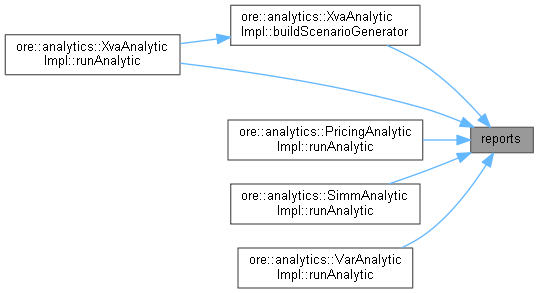 ore::analytics::XvaAnalytic
Impl::buildScenarioGenerator
ore::analytics::XvaAnalytic
Impl::runAnalytic
ore::analytics::PricingAnalytic
Impl::runAnalytic
reports
ore::analytics::SimmAnalytic
Impl::runAnalytic
ore::analytics::VarAnalytic
Impl::runAnalytic